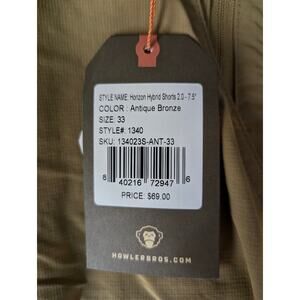 STYLE NAME: Horizon Hybrid Shorts 2.0 - 7.5"
COLOR : Antique Bronze
SIZE: 33
STYLE#: 1340
SKU: 134023S-ANT-33
8 40216 72947 6
PRICE: $69.00
HOWLERBROS.COM